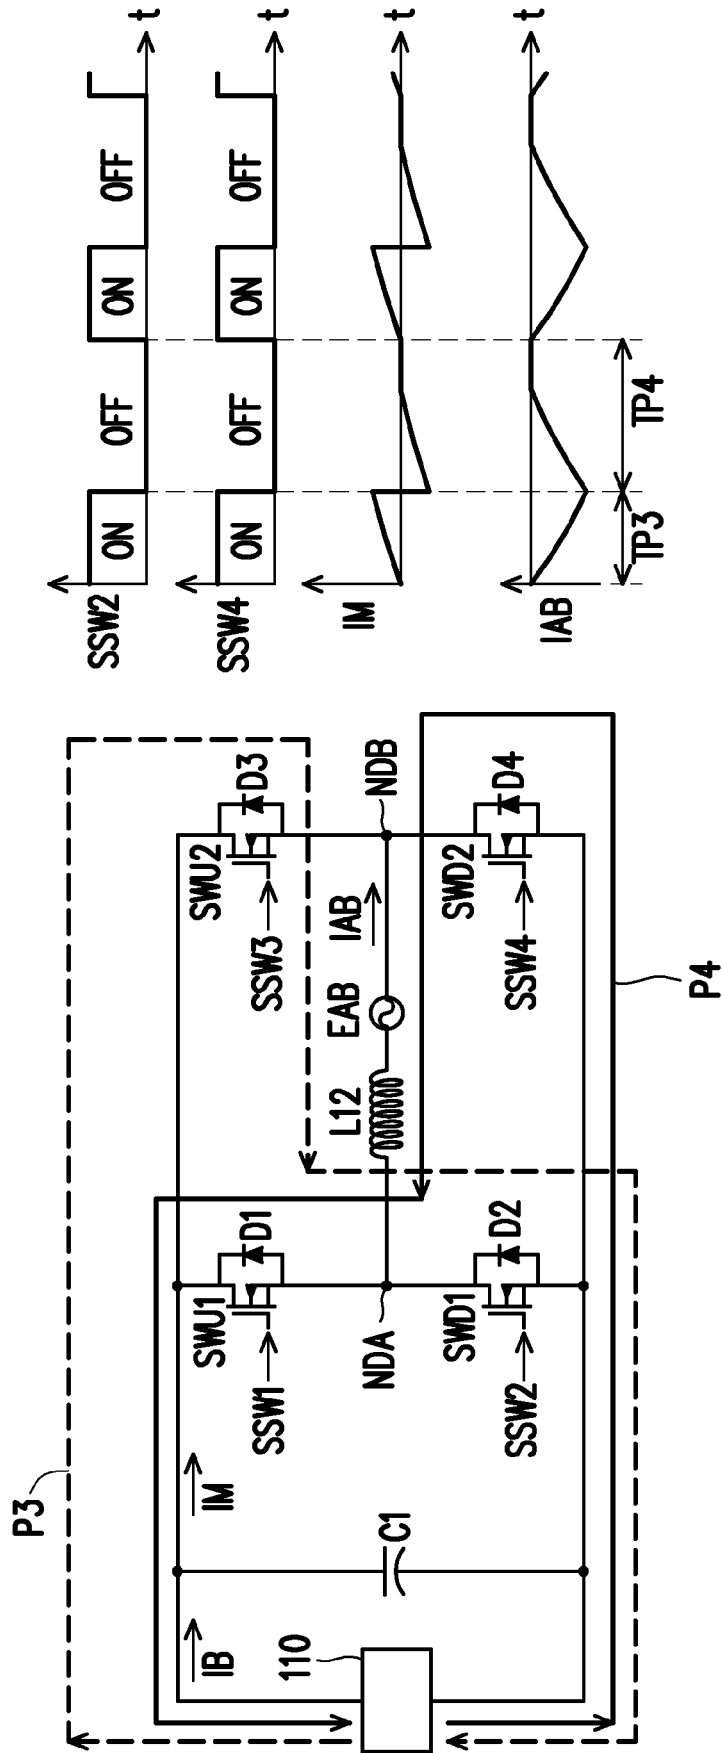 P3
SWU1
D1
SWU2
D3
SSW1
SSW3
IB
IM
110
C1
NDA
L12
EAB
IAB
NDB
SWD1
D2
SWD2
D4
SSW2
SSW4
P4
SSW2
ON
OFF
ON
OFF
t
SSW4
ON
OFF
ON
OFF
t
IM
t
IAB
t
TP3
TP4